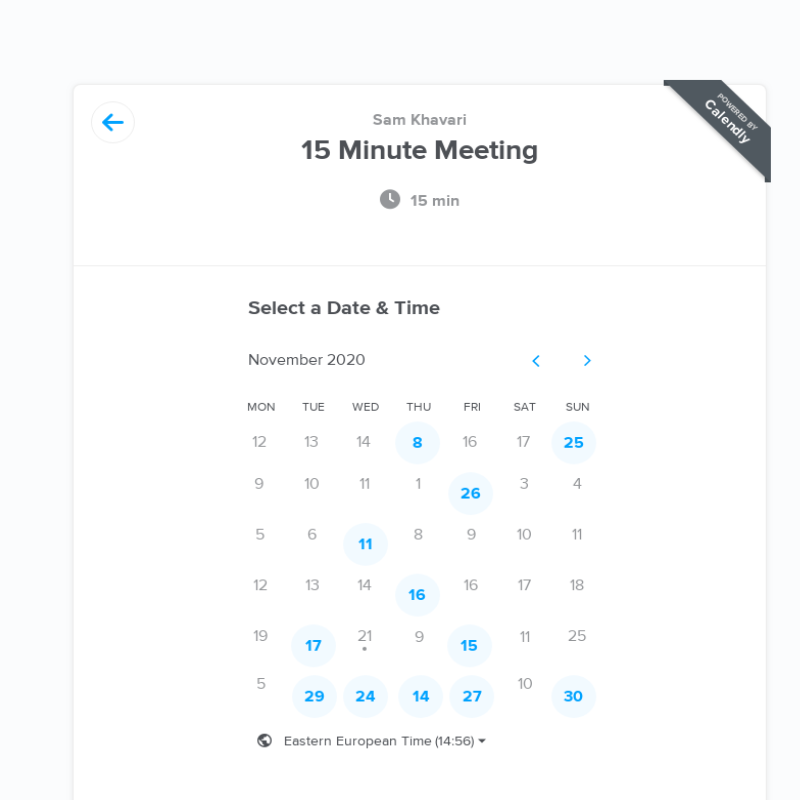 POWERED BY
Calendly
Sam Khavari
15 Minute Meeting
15 min
Select a Date & Time
November 2020
MON TUE WED THU FRI SAT SUN
12 13 14 8 16 17 25
9 10 11 1 26 3 4
5 6 11 8 9 10 11
12 13 14 16 16 17 18
19 17 21 9 15 11 25
5 29 24 14 27 10 30
Eastern European Time (14:56)